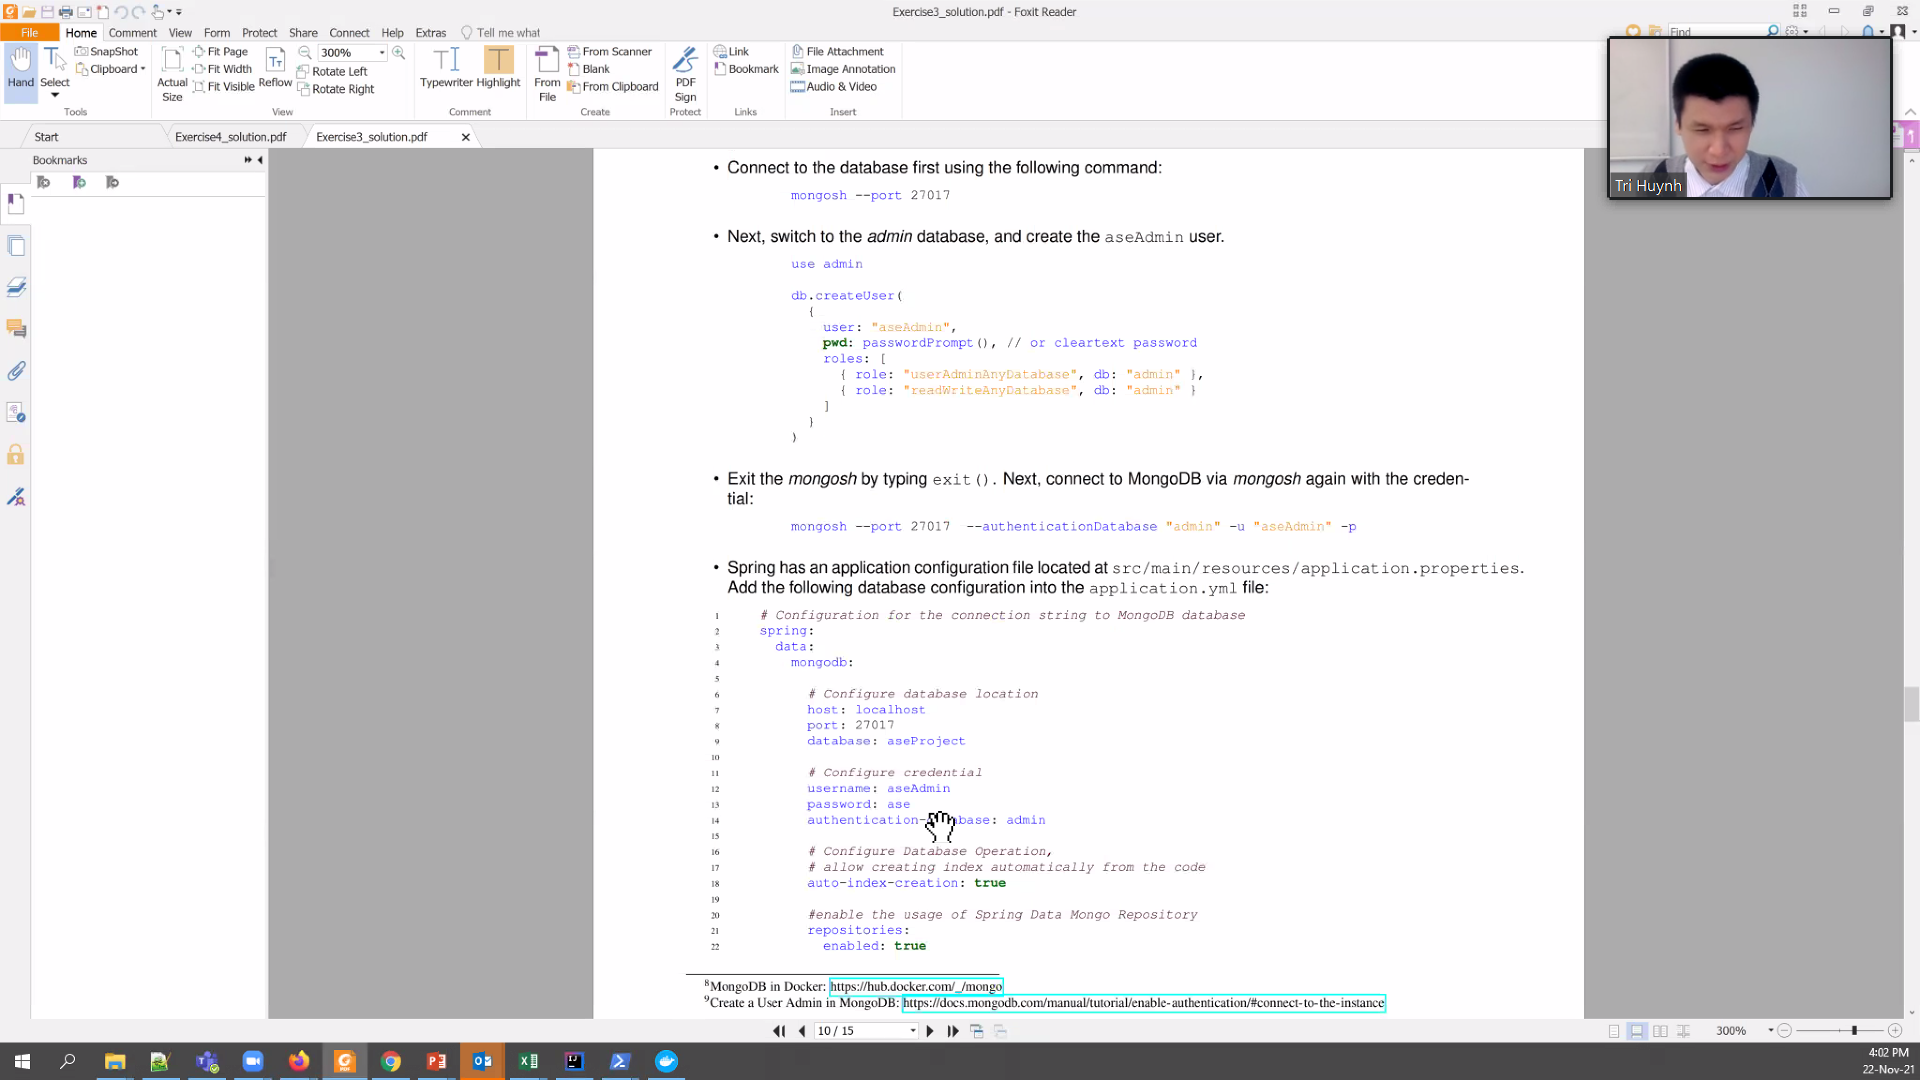 Exercise3_solution.pdf - Foxit Reader
File Home Comment View Form Protect Share Connect Help Extras Tell me what
Find
Hand
Select
SnapShot
Clipboard
Tools
Actual Size
Fit Page
Fit Width
Fit Visible
Reflow
300%
Rotate Left
Rotate Right
View
Typewriter
Highlight
Comment
From File
From Scanner
Blank
From Clipboard
Create
PDF Sign
Protect
Link
Bookmark
Links
File Attachment
Image Annotation
Audio & Video
Insert
Tri Huynh
Start
Exercise4_solution.pdf
Exercise3_solution.pdf
Bookmarks
• Connect to the database first using the following command:
mongosh --port 27017
• Next, switch to the admin database, and create the aseAdmin user.
use admin
db.createUser(
{
user: "aseAdmin",
pwd: passwordPrompt(), // or cleartext password
roles: [
{ role: "userAdminAnyDatabase", db: "admin" },
{ role: "readWriteAnyDatabase", db: "admin" }
]
}
)
• Exit the mongosh by typing exit(). Next, connect to MongoDB via mongosh again with the creden-
tial:
mongosh --port 27017 --authenticationDatabase "admin" -u "aseAdmin" -p
• Spring has an application configuration file located at src/main/resources/application.properties.
Add the following database configuration into the application.yml file:
1 # Configuration for the connection string to MongoDB database
2 spring:
3 data:
4 mongodb:
5
6 # Configure database location
7 host: localhost
8 port: 27017
9 database: aseProject
10
11 # Configure credential
12 username: aseAdmin
13 password: ase
14 authentication-database: admin
15
16 # Configure Database Operation,
17 # allow creating index automatically from the code
18 auto-index-creation: true
19
20 #enable the usage of Spring Data Mongo Repository
21 repositories:
22 enabled: true
8MongoDB in Docker: https://hub.docker.com/_/mongo
9Create a User Admin in MongoDB: https://docs.mongodb.com/manual/tutorial/enable-authentication/#connect-to-the-instance
10 / 15
300%
4:02 PM
22-Nov-21